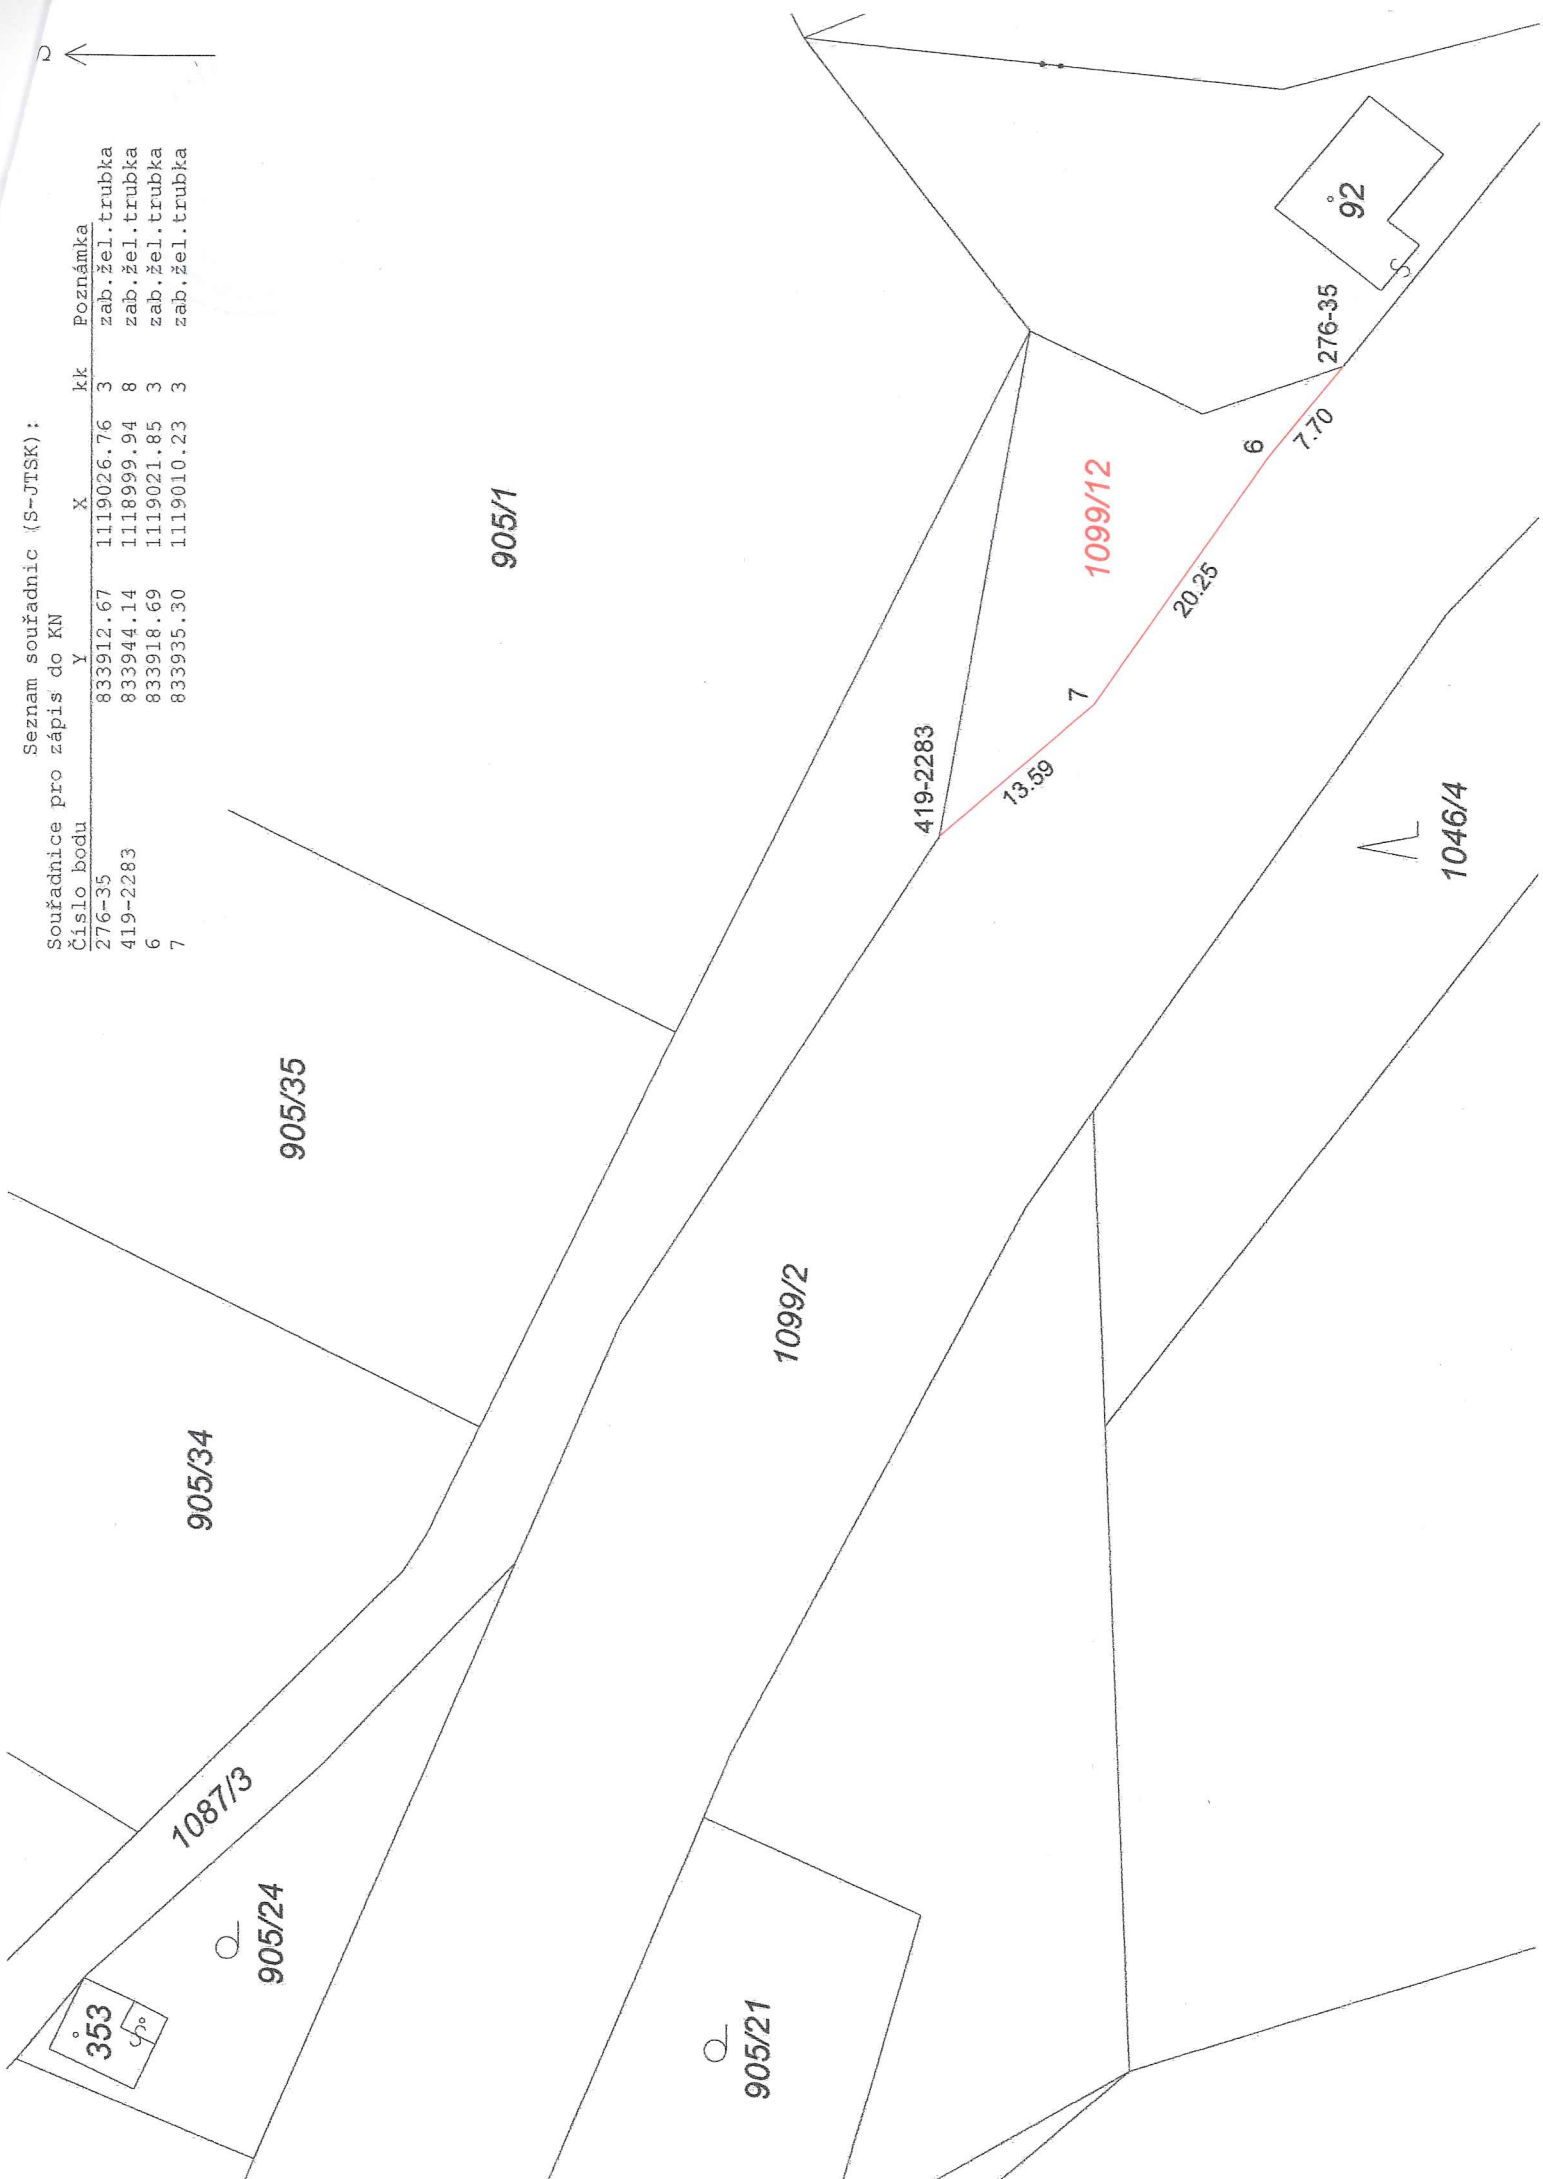 Seznam souřadnic (S-JTSK):
Souřadnice pro zápis do KN
Číslo bodu Y X kk Poznámka
276-35 833912.67 1119026.76 3 zab.žel.trubka
419-2283 833944.14 1118999.94 8 zab.žel.trubka
6 833918.69 1119021.85 3 zab.žel.trubka
7 833935.30 1119010.23 3 zab.žel.trubka
353
905/24
1087/3
905/34
905/35
905/1
905/21
1099/2
419-2283
13.59
7
1099/12
20.25
6
7.70
276-35
92
1046/4